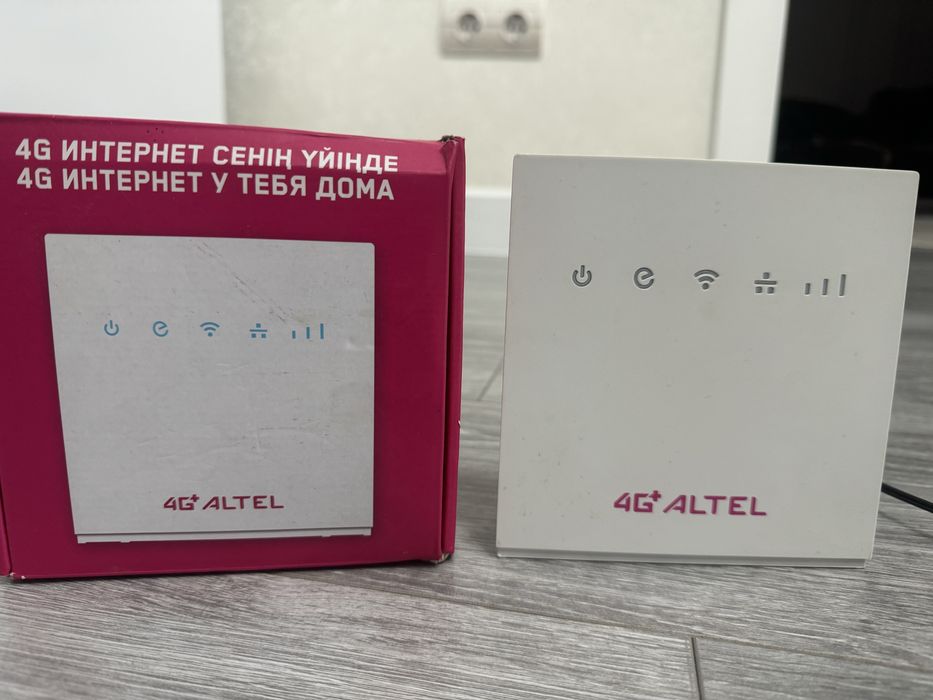 4G ИНТЕРНЕТ СЕНІҢ ҮЙІҢДЕ
4G ИНТЕРНЕТ У ТЕБЯ ДОМА
4G+ ALTEL
4G+ ALTEL